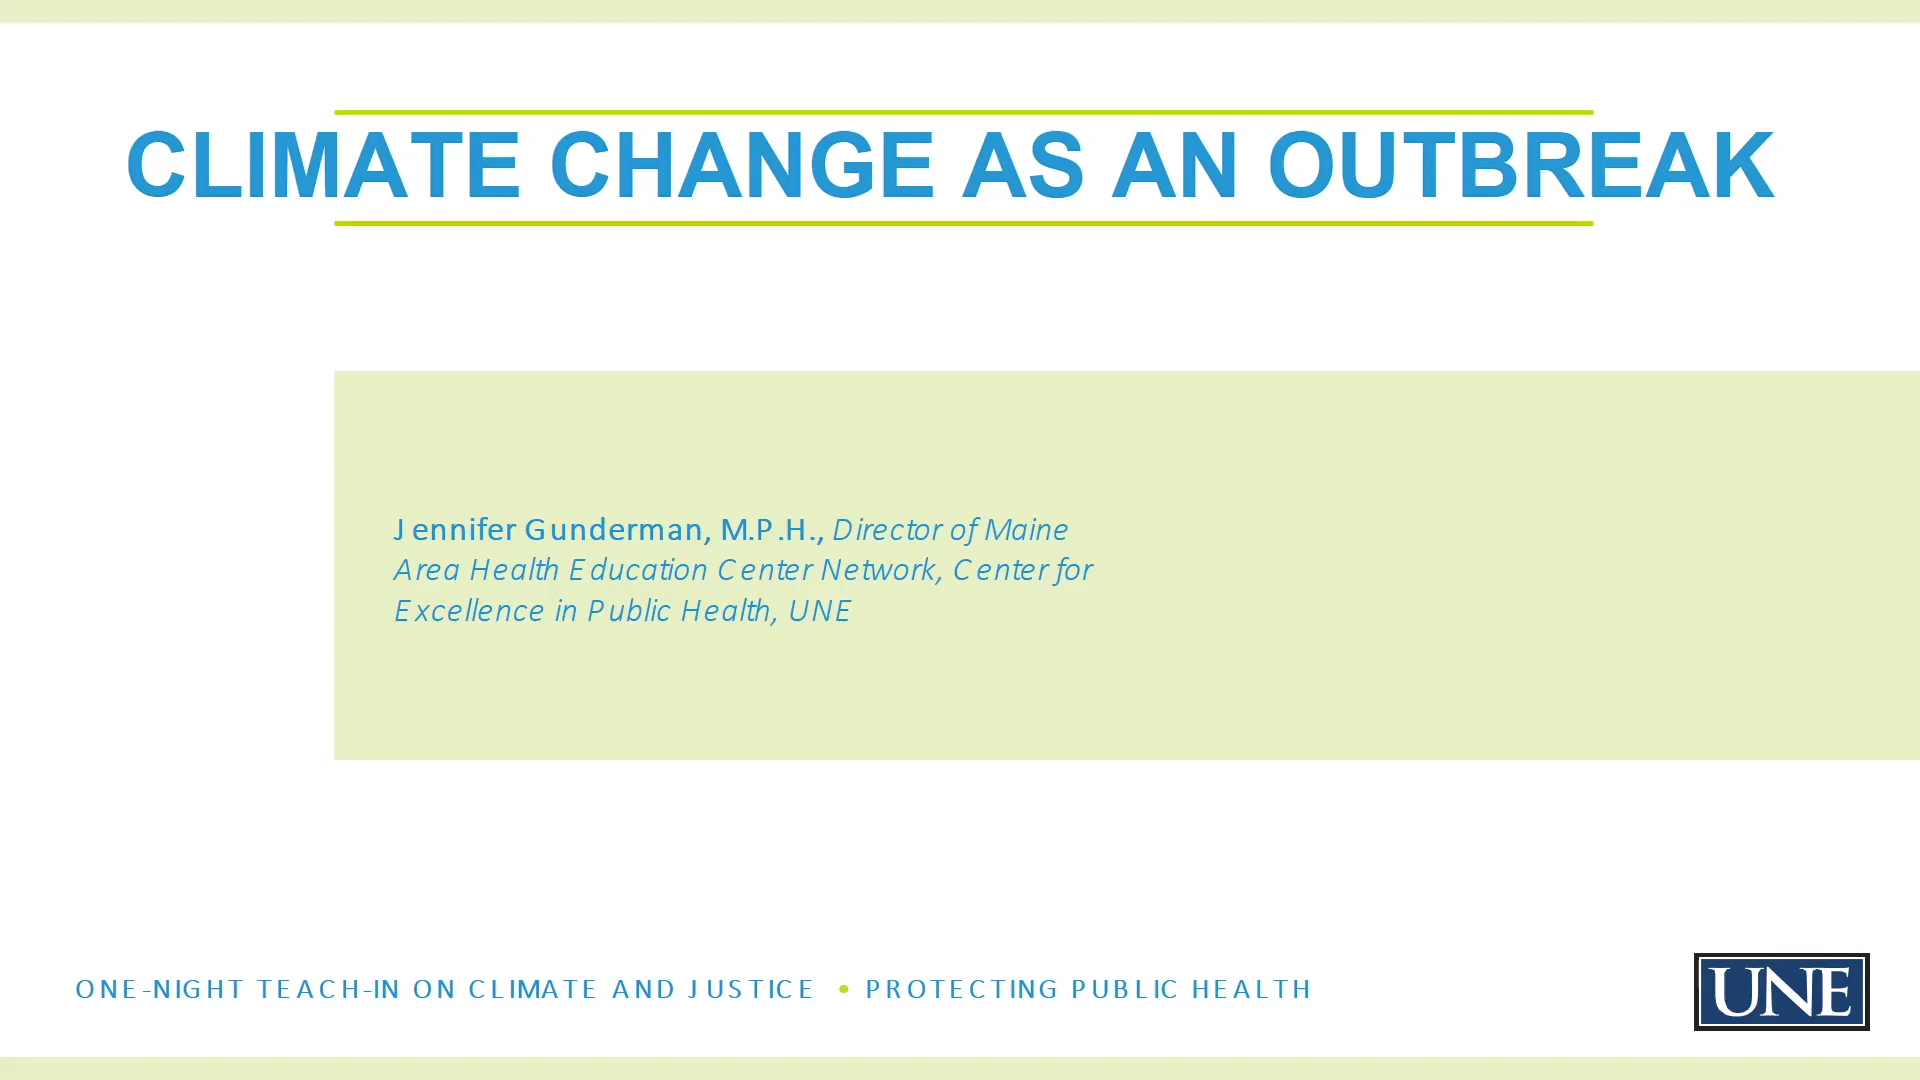 CLIMATE CHANGE AS AN OUTBREAK
Jennifer Gunderman, M.P.H., Director of Maine
Area Health Education Center Network, Center for
Excellence in Public Health, UNE
ONE-NIGHT TEACH-IN ON CLIMATE AND JUSTICE • PROTECTING PUBLIC HEALTH
UNE